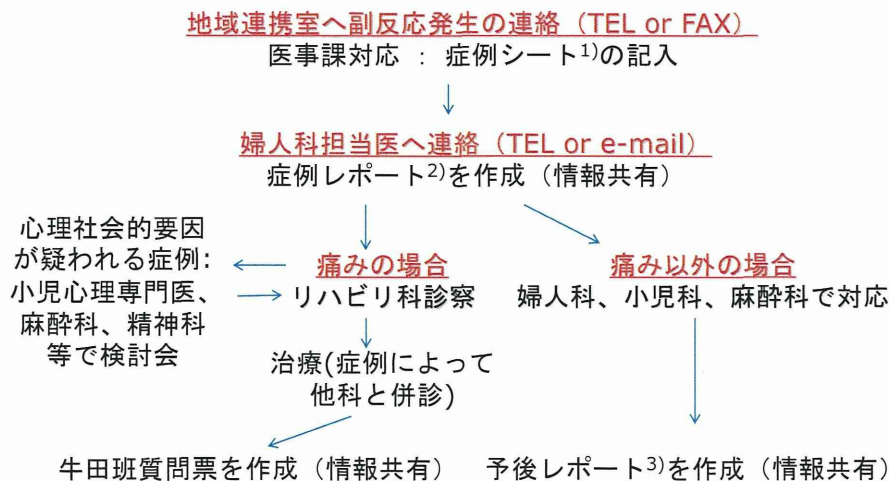 地域連携室へ副反応発生の連絡（TEL or FAX）
医事課対応 ： 症例シート1)の記入
婦人科担当医へ連絡（TEL or e-mail）
症例レポート2)を作成（情報共有）
心理社会的要因
が疑われる症例:
小児心理専門医、
麻酔科、精神科
等で検討会
痛みの場合
リハビリ科診察
痛み以外の場合
婦人科、小児科、麻酔科で対応
治療(症例によって
他科と併診)
牛田班質問票を作成（情報共有）
予後レポート3)を作成（情報共有）